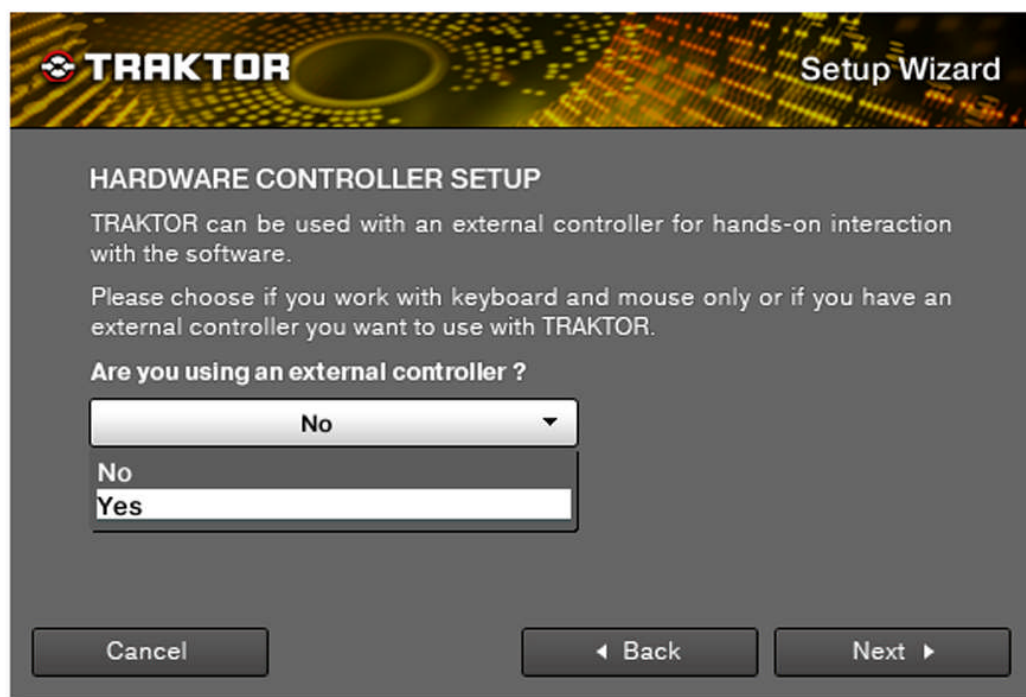 TRAKTOR
Setup Wizard
HARDWARE CONTROLLER SETUP
TRAKTOR can be used with an external controller for hands-on interaction
with the software.
Please choose if you work with keyboard and mouse only or if you have an
external controller you want to use with TRAKTOR.
Are you using an external controller ?
No
No
Yes
Cancel
Back
Next